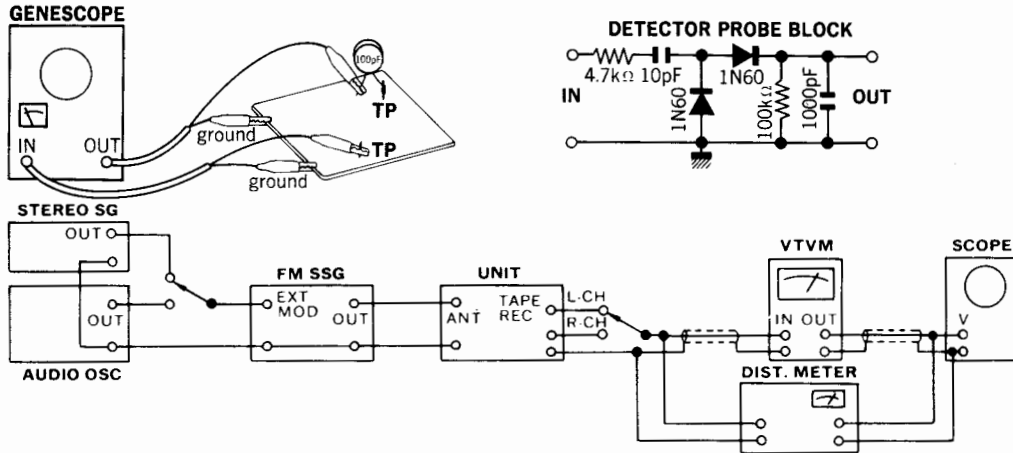 GENESCOPE
100pF
TP
ground
IN
OUT
TP
ground
DETECTOR PROBE BLOCK
4.7kΩ 10pF
1N60
IN
1N60
100kΩ
1000pF
OUT
STEREO SG
OUT
OUT
AUDIO OSC
FM SSG
EXT
MOD
OUT
UNIT
ANT
TAPE
REC
L-CH
R-CH
VTVM
IN OUT
SCOPE
V
DIST. METER